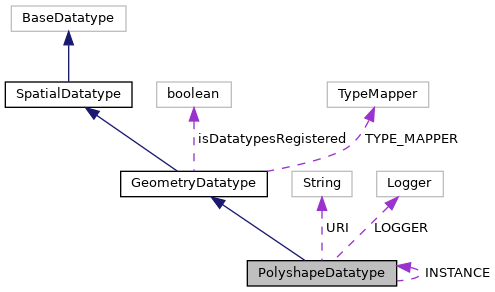 BaseDatatype
SpatialDatatype
boolean
TypeMapper
isDatatypesRegistered
TYPE_MAPPER
GeometryDatatype
String
Logger
URI
LOGGER
PolyshapeDatatype
INSTANCE